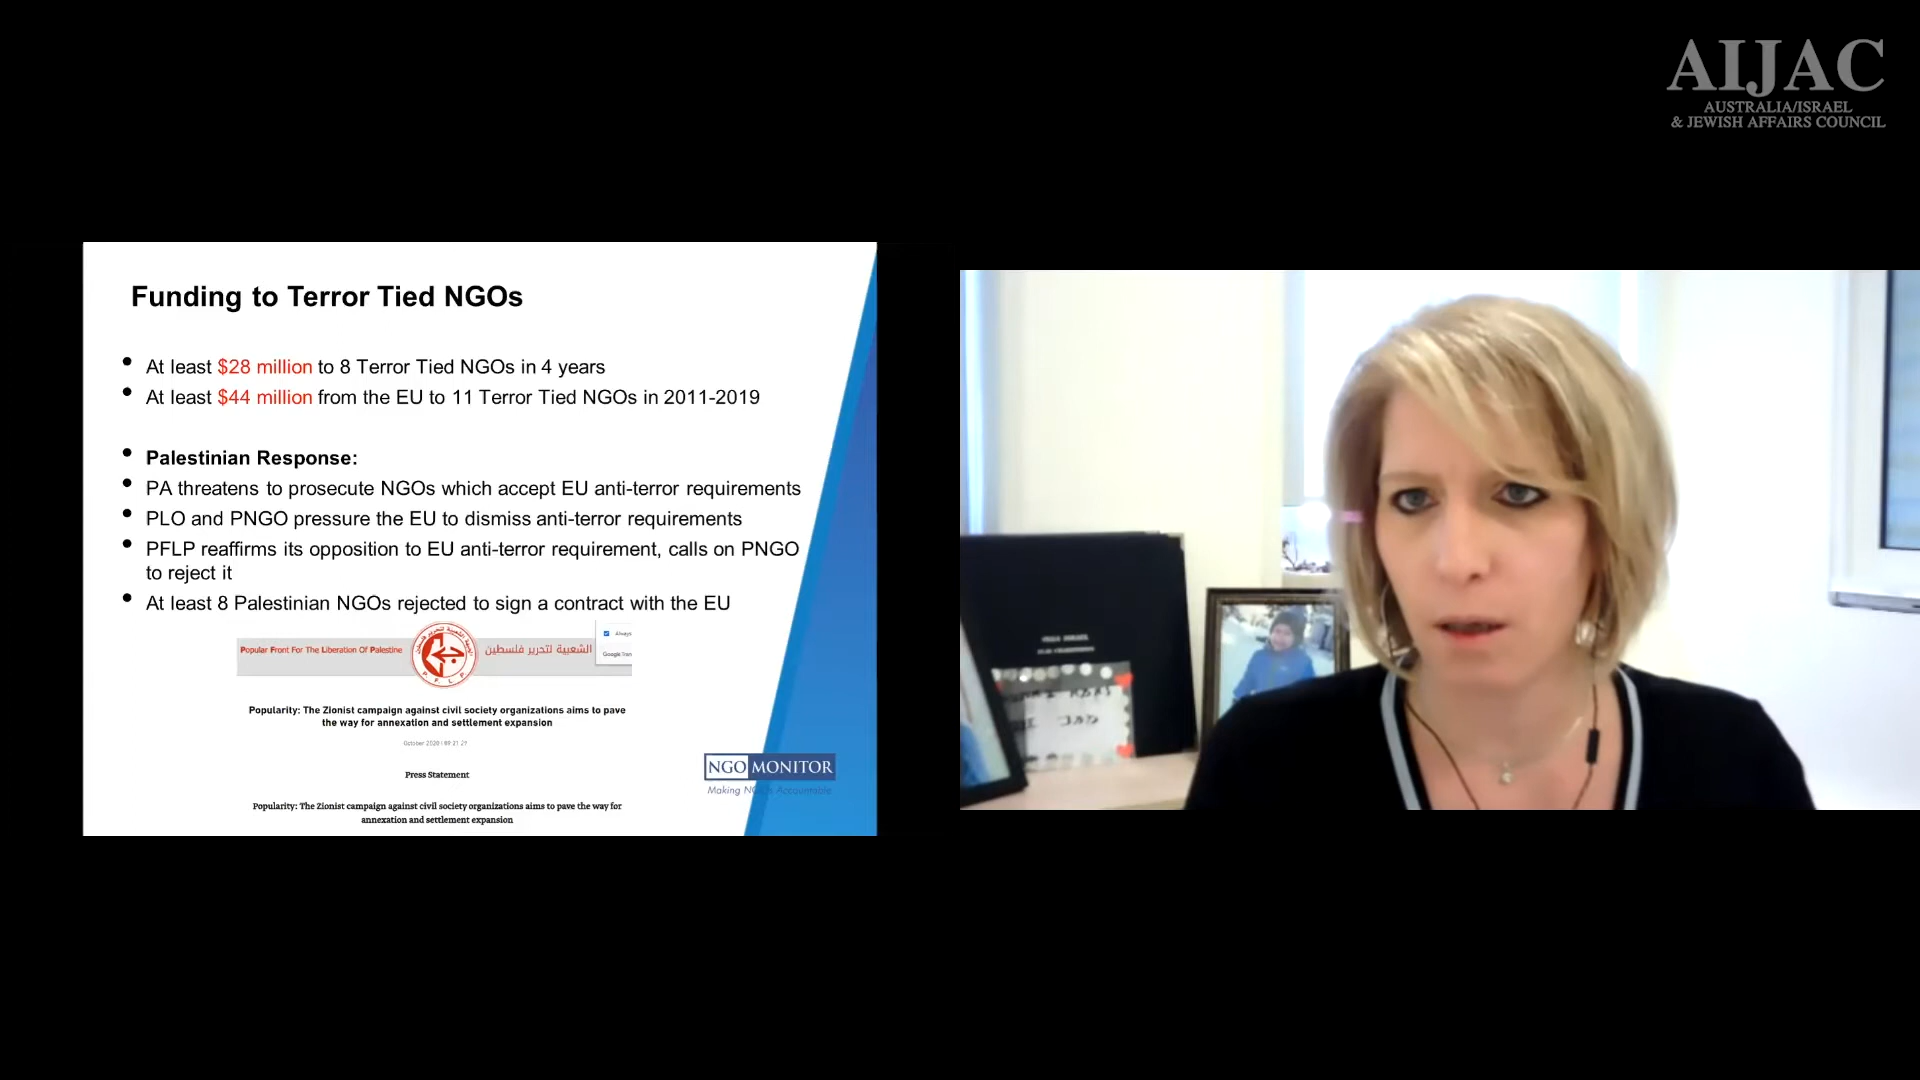 AIJAC
AUSTRALIA/ISRAEL
& JEWISH AFFAIRS COUNCIL
Funding to Terror Tied NGOs
• At least $28 million to 8 Terror Tied NGOs in 4 years
• At least $44 million from the EU to 11 Terror Tied NGOs in 2011-2019
• Palestinian Response:
• PA threatens to prosecute NGOs which accept EU anti-terror requirements
• PLO and PNGO pressure the EU to dismiss anti-terror requirements
• PFLP reaffirms its opposition to EU anti-terror requirement, calls on PNGO
to reject it
• At least 8 Palestinian NGOs rejected to sign a contract with the EU
Popular Front For The Liberation Of Palestine
الشعبية لتحرير فلسطين
P. F. L. P
Always
Google Tran
Popularity: The Zionist campaign against civil society organizations aims to pave
the way for annexation and settlement expansion
Press Statement
Popularity: The Zionist campaign against civil society organizations aims to pave the way for
annexation and settlement expansion
NGO MONITOR
Making NGOs Accountable